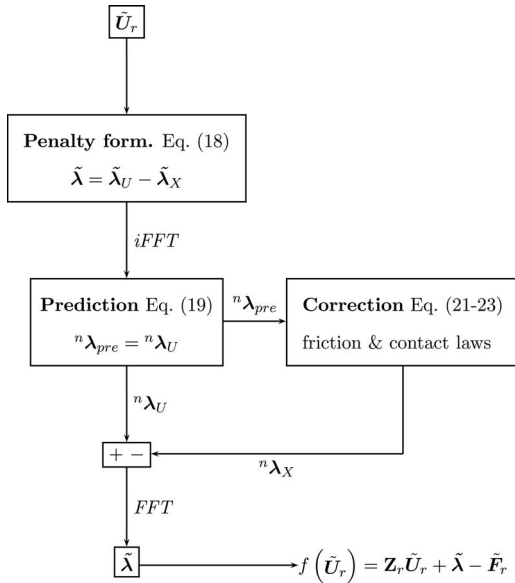 Ũ_r
Penalty form. Eq. (18)
λ̃ = λ̃_U − λ̃_X
iFFT
Prediction Eq. (19)
ⁿλ_pre = ⁿλ_U
ⁿλ_pre
Correction Eq. (21-23)
friction & contact laws
ⁿλ_U
+ −
ⁿλ_X
FFT
λ̃
f (Ũ_r) = Z_r Ũ_r + λ̃ − F̃_r